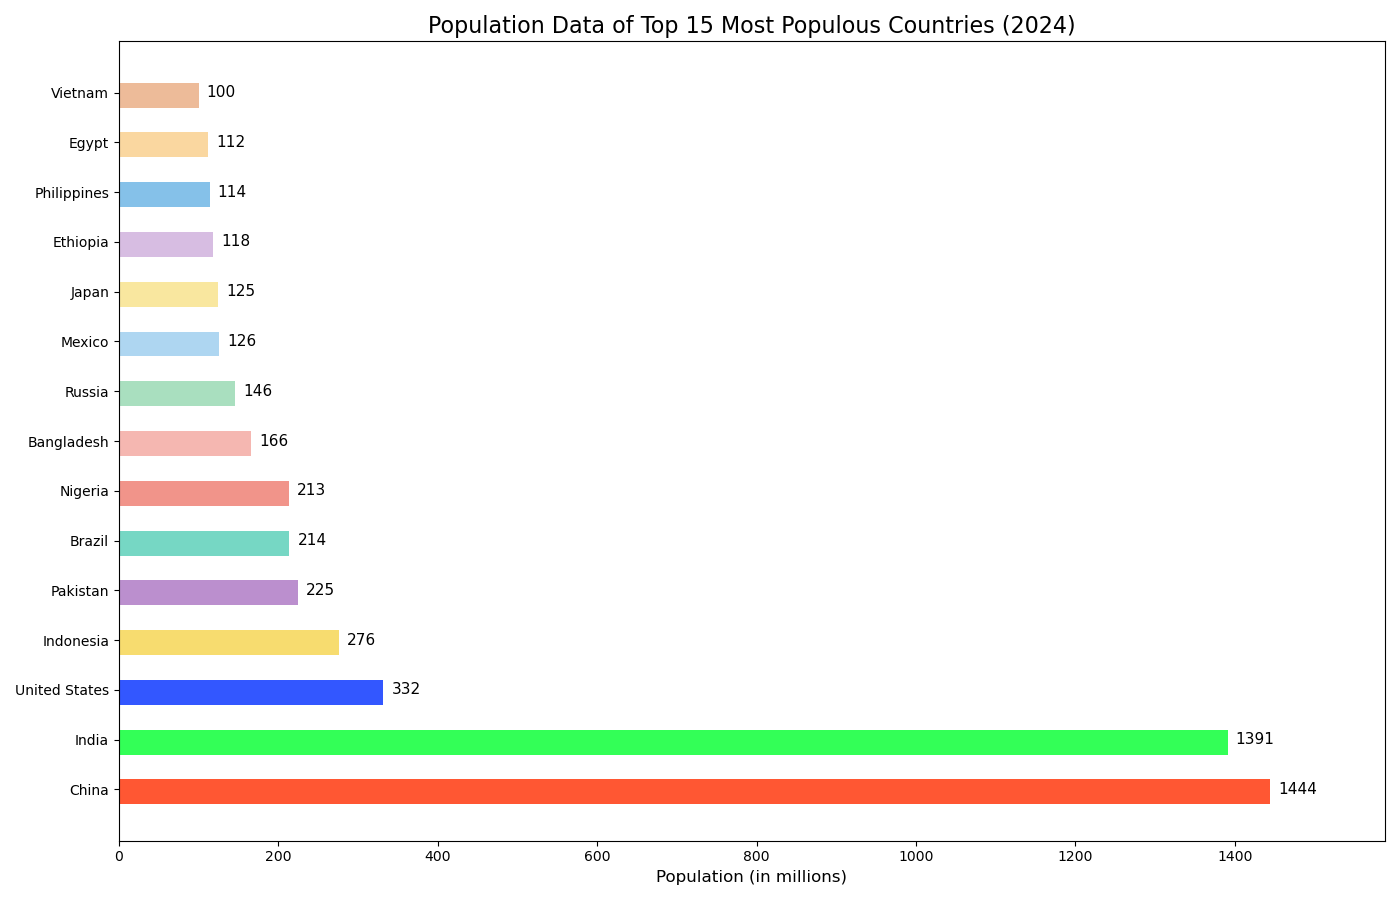 Population Data of Top 15 Most Populous Countries (2024)
Vietnam 100
Egypt 112
Philippines 114
Ethiopia 118
Japan 125
Mexico 126
Russia 146
Bangladesh 166
Nigeria 213
Brazil 214
Pakistan 225
Indonesia 276
United States 332
India 1391
China 1444
0 200 400 600 800 1000 1200 1400
Population (in millions)